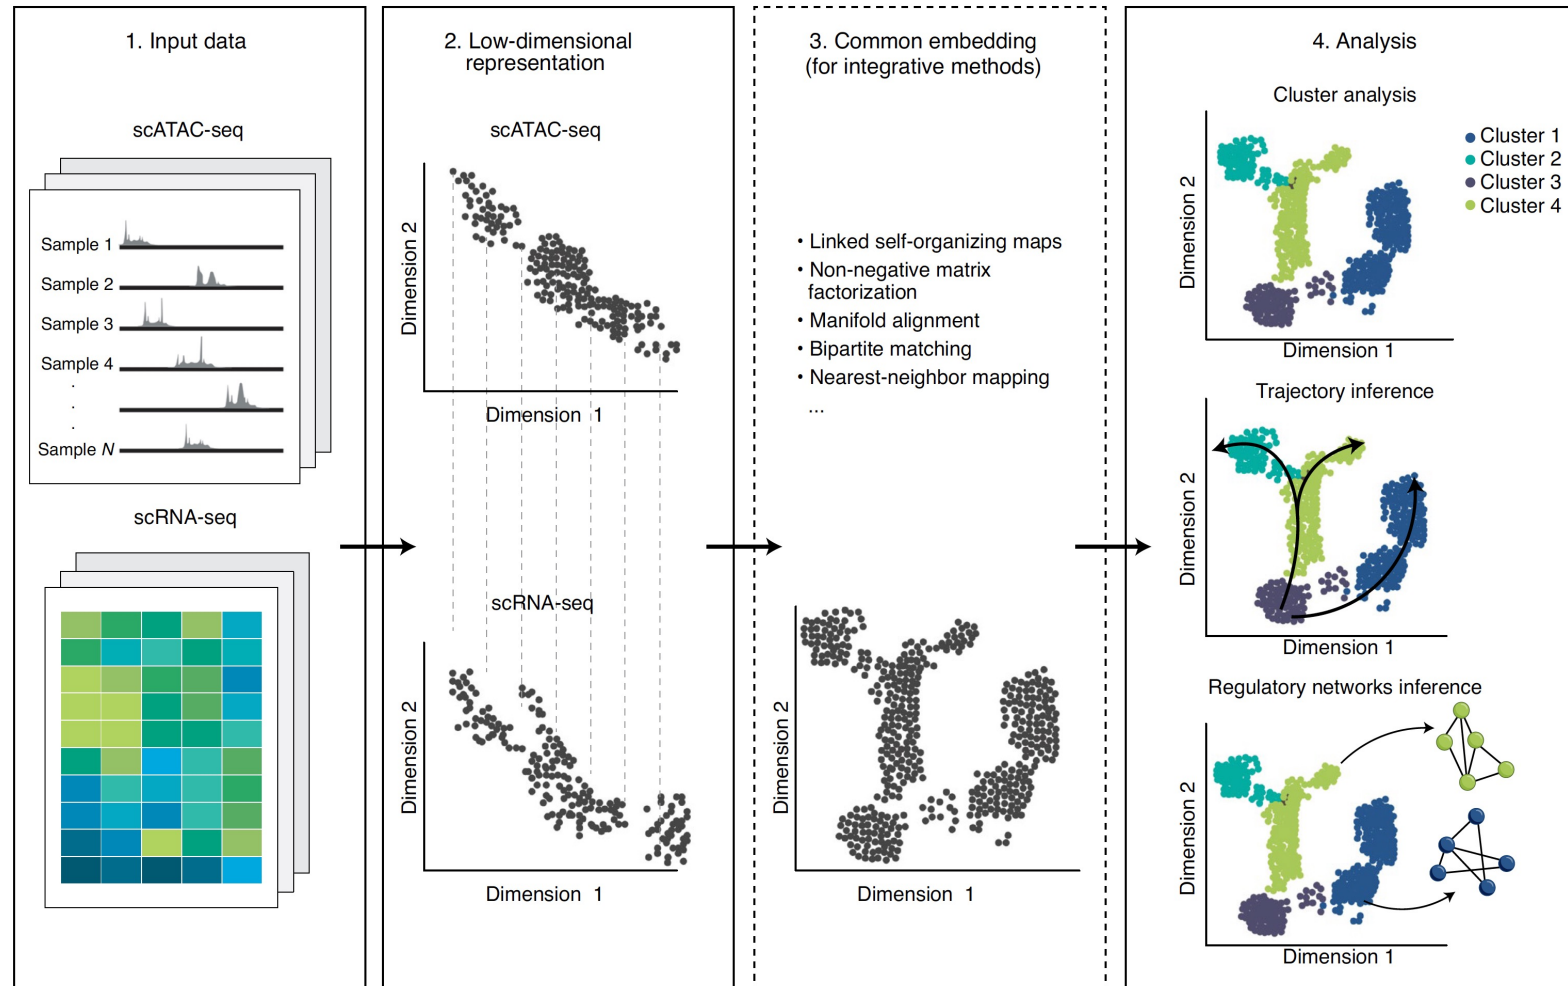 1. Input data
scATAC-seq
Sample 1
Sample 2
Sample 3
Sample 4
.
.
.
Sample N
scRNA-seq
2. Low-dimensional
representation
scATAC-seq
Dimension 2
Dimension 1
scRNA-seq
Dimension 2
Dimension 1
3. Common embedding
(for integrative methods)
• Linked self-organizing maps
• Non-negative matrix
factorization
• Manifold alignment
• Bipartite matching
• Nearest-neighbor mapping
...
Dimension 2
Dimension 1
4. Analysis
Cluster analysis
Cluster 1
Cluster 2
Cluster 3
Cluster 4
Dimension 2
Dimension 1
Trajectory inference
Dimension 2
Dimension 1
Regulatory networks inference
Dimension 2
Dimension 1